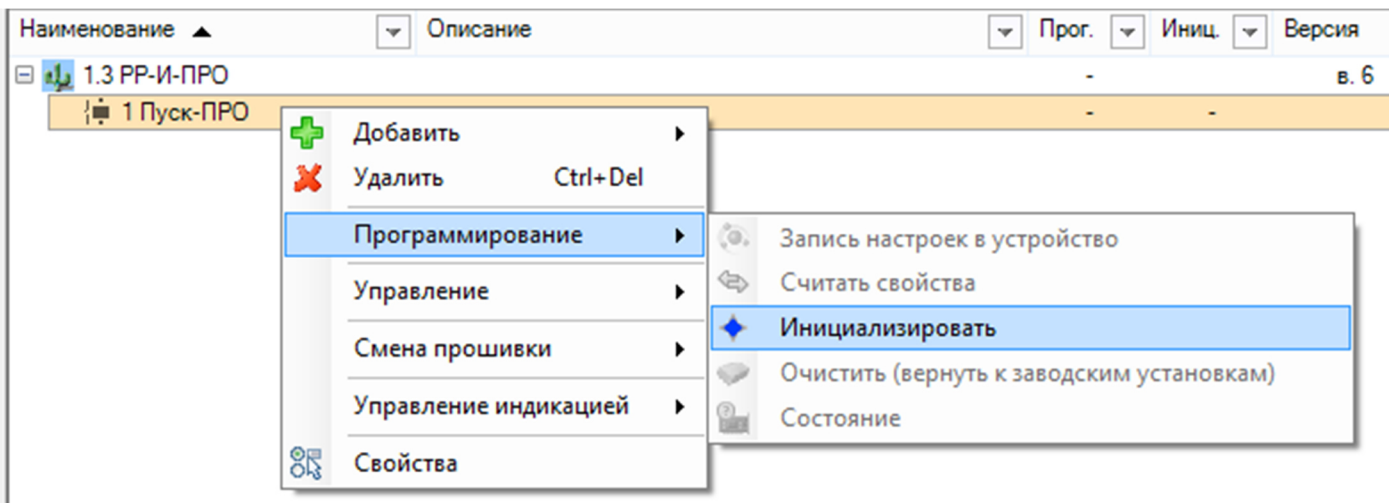 Наименование Описание Прог. Иниц. Версия
1.3 РР-И-ПРО - в. 6
1 Пуск-ПРО - -
Добавить
Удалить Ctrl+Del
Программирование
Запись настроек в устройство
Считать свойства
Управление
Инициализировать
Смена прошивки
Очистить (вернуть к заводским установкам)
Управление индикацией
Состояние
Свойства